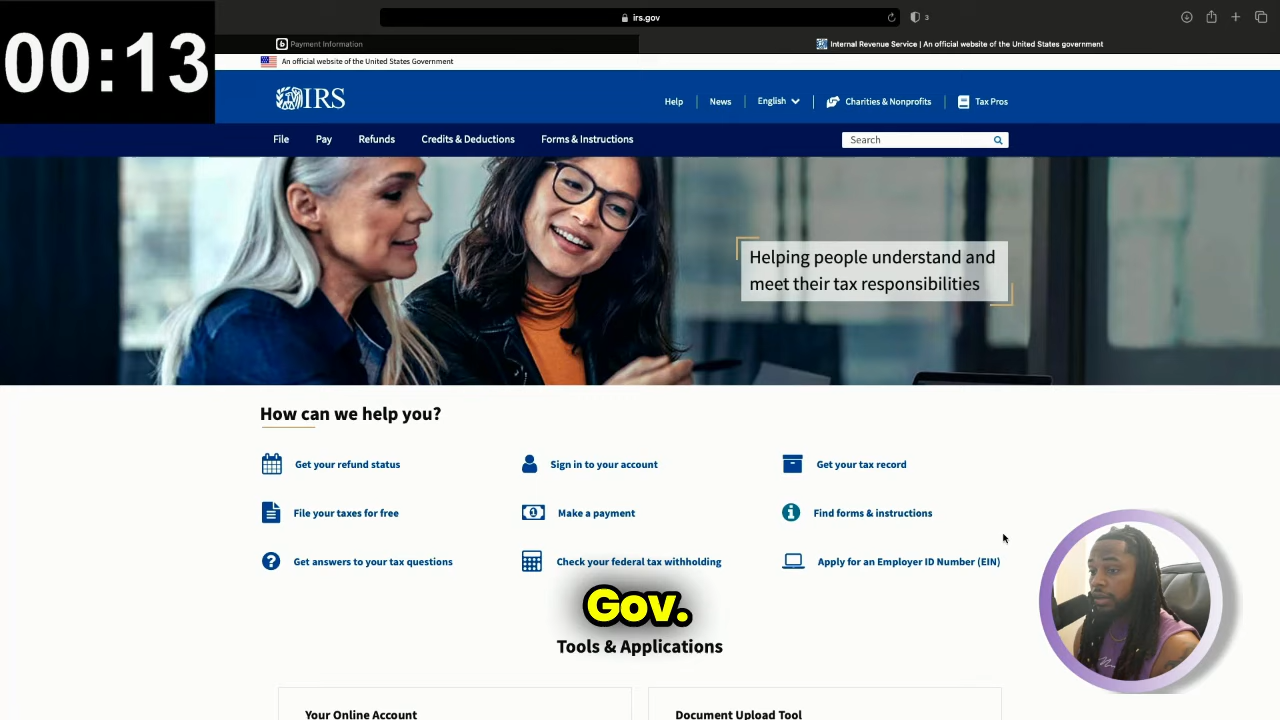 00:13
irs.gov
3
Payment Information
Internal Revenue Service | An official website of the United States government
An official website of the United States Government
IRS
Help
News
English
Charities & Nonprofits
Tax Pros
File
Pay
Refunds
Credits & Deductions
Forms & Instructions
Search
Helping people understand and
meet their tax responsibilities
How can we help you?
Get your refund status
Sign in to your account
Get your tax record
File your taxes for free
Make a payment
Find forms & instructions
Get answers to your tax questions
Check your federal tax withholding
Apply for an Employer ID Number (EIN)
Gov.
Tools & Applications
Your Online Account
Document Upload Tool